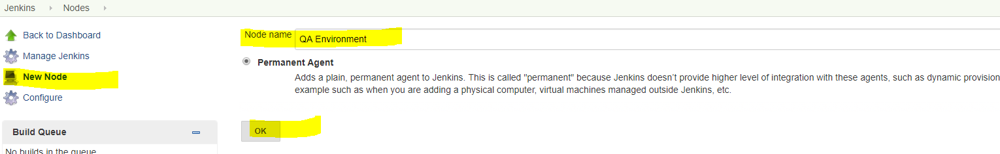 Jenkins Nodes
Back to Dashboard
Manage Jenkins
New Node
Configure
Build Queue
No builds in the queue
Node name QA Environment
Permanent Agent
Adds a plain, permanent agent to Jenkins. This is called "permanent" because Jenkins doesn't provide higher level of integration with these agents, such as dynamic provision
example such as when you are adding a physical computer, virtual machines managed outside Jenkins, etc.
OK